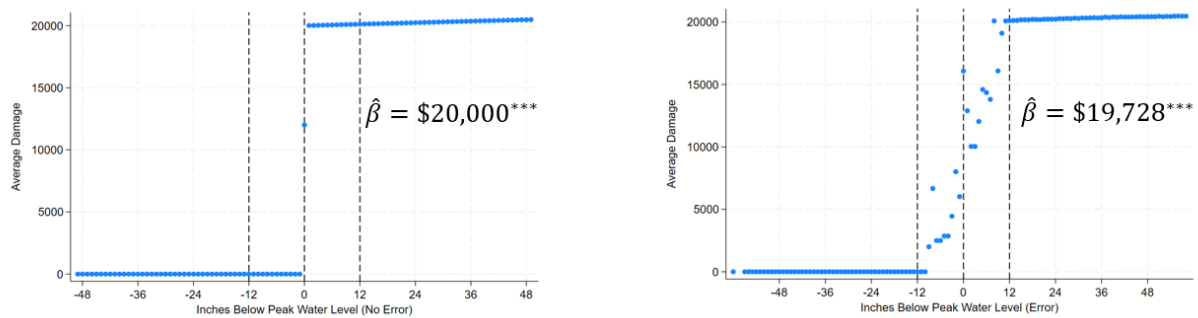 20000
15000
10000
5000
0
Average Damage
-48 -36 -24 -12 0 12 24 36 48
Inches Below Peak Water Level (No Error)
β̂ = $20,000***
20000
15000
10000
5000
0
Average Damage
-48 -36 -24 -12 0 12 24 36 48
Inches Below Peak Water Level (Error)
β̂ = $19,728***